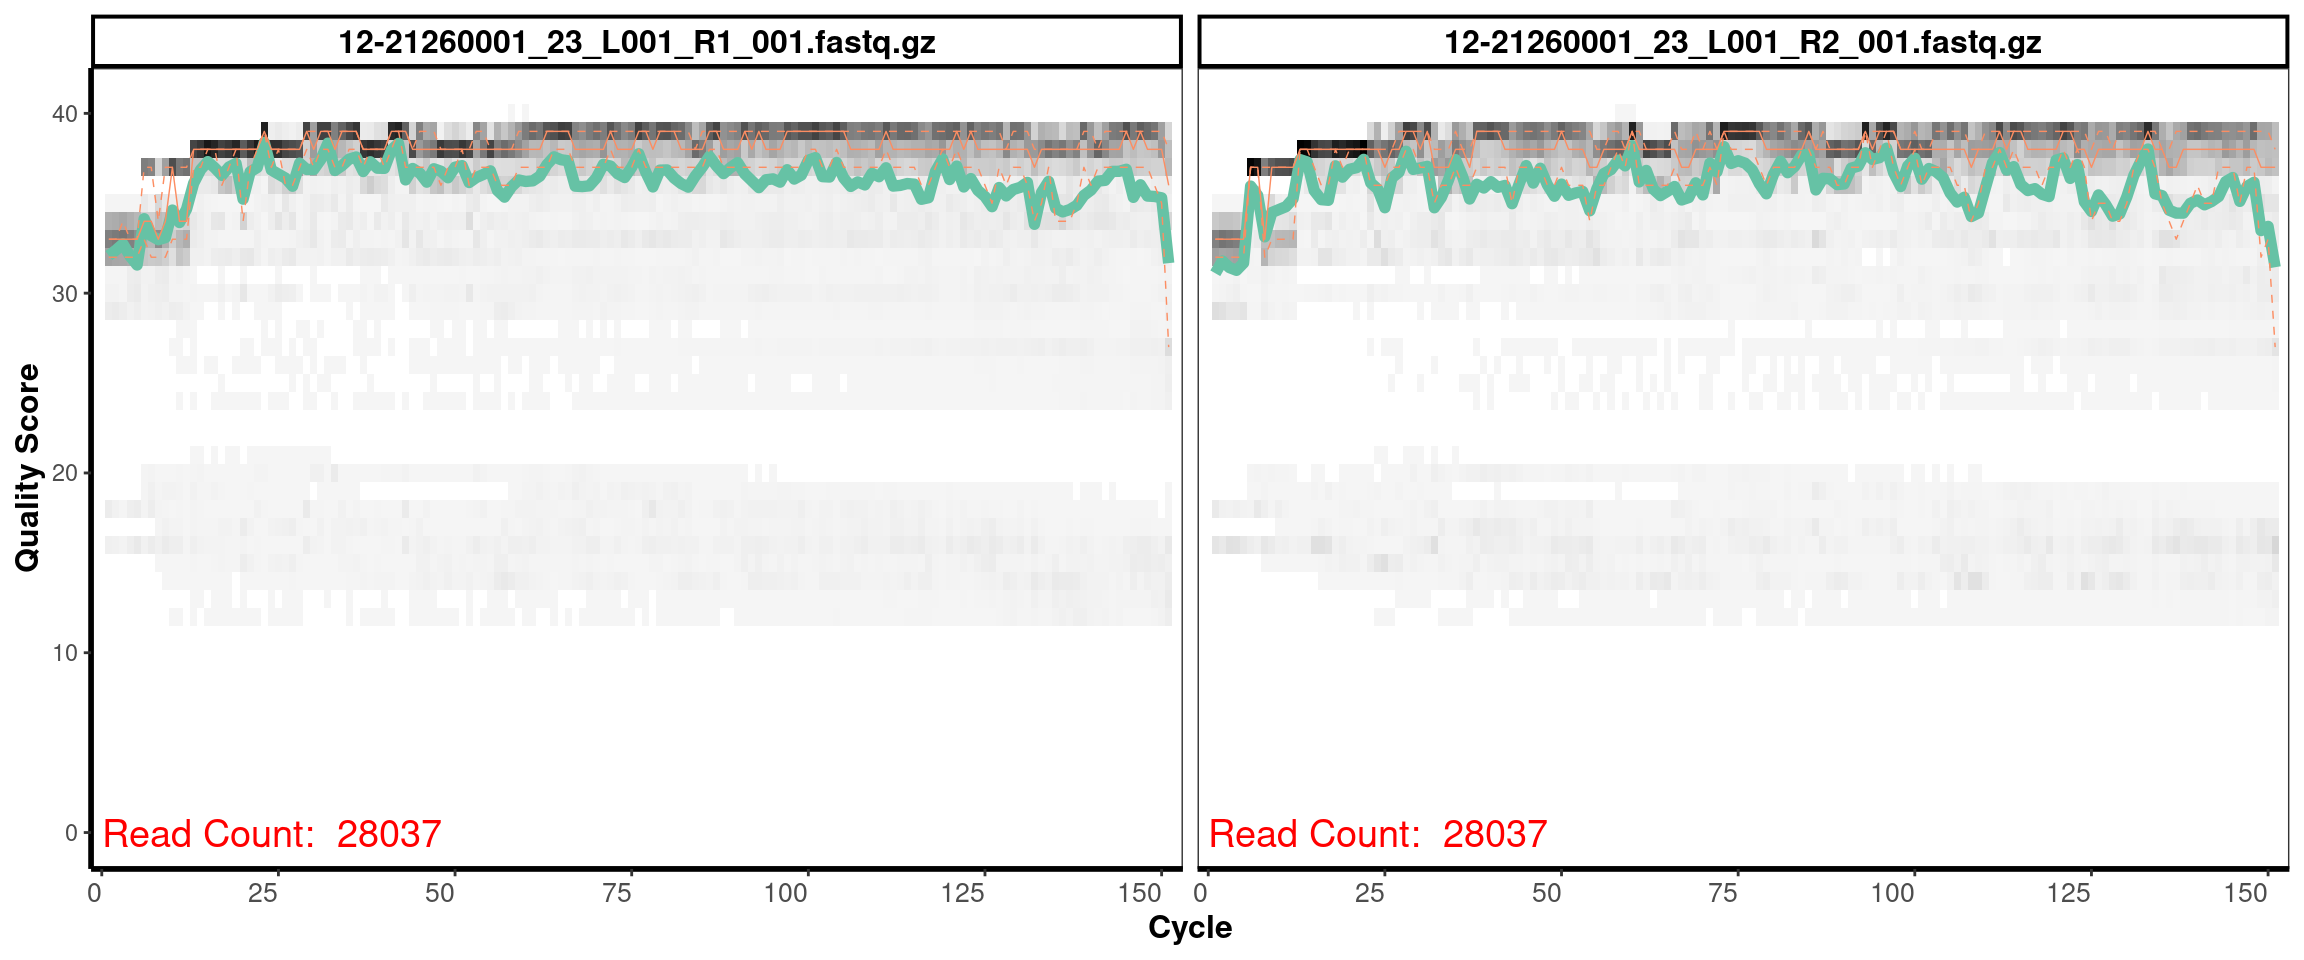 12-21260001_23_L001_R1_001.fastq.gz
12-21260001_23_L001_R2_001.fastq.gz
40
30
20
10
0
Quality Score
Read Count: 28037
Read Count: 28037
0 25 50 75 100 125 150
0 25 50 75 100 125 150
Cycle